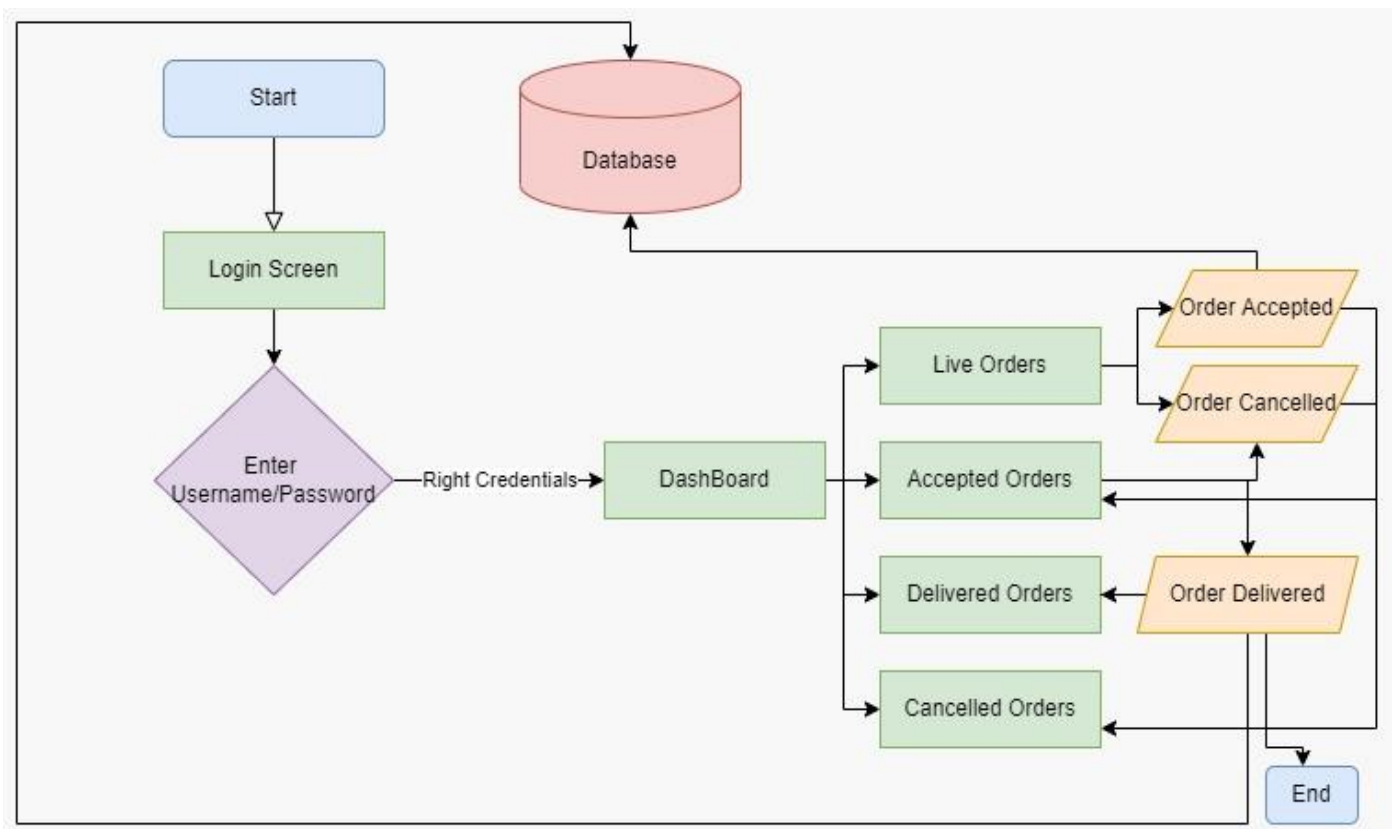 Start
Database
Login Screen
Order Accepted
Live Orders
Order Cancelled
Enter
Username/Password
Right Credentials
DashBoard
Accepted Orders
Delivered Orders
Order Delivered
Cancelled Orders
End